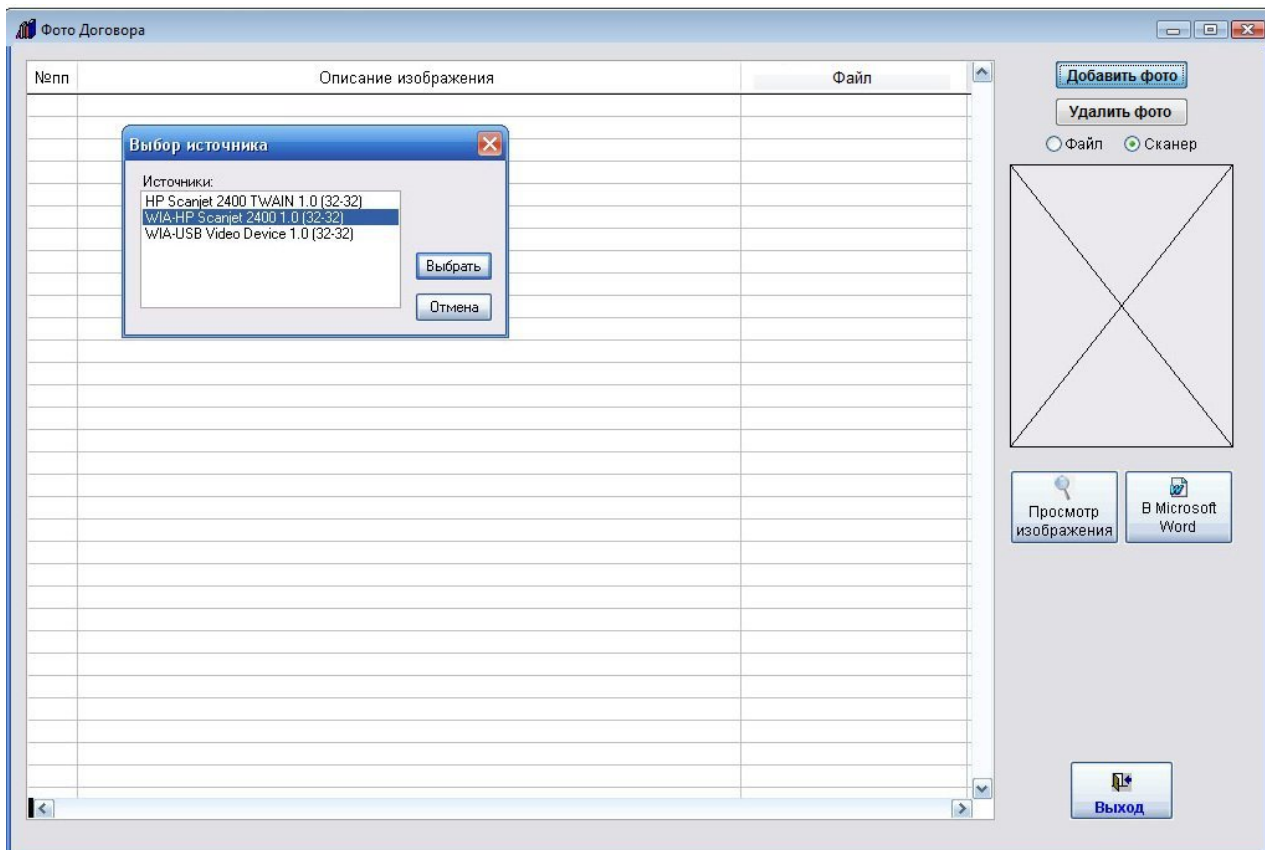 Фото Договора
№пп Описание изображения Файл
Добавить фото
Удалить фото
Файл Сканер
Выбор источника
Источники:
HP Scanjet 2400 TWAIN 1.0 (32-32)
WIA-HP Scanjet 2400 1.0 (32-32)
WIA-USB Video Device 1.0 (32-32)
Выбрать
Отмена
Просмотр
изображения
В Microsoft
Word
Выход